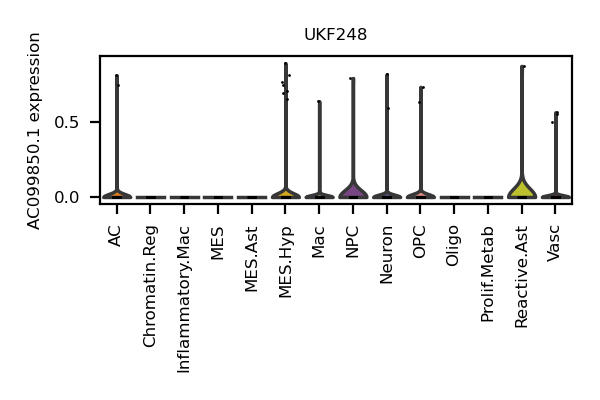 UKF248
AC099850.1 expression
0.5
0.0
AC
Chromatin.Reg
Inflammatory.Mac
MES
MES.Ast
MES.Hyp
Mac
NPC
Neuron
OPC
Oligo
Prolif.Metab
Reactive.Ast
Vasc